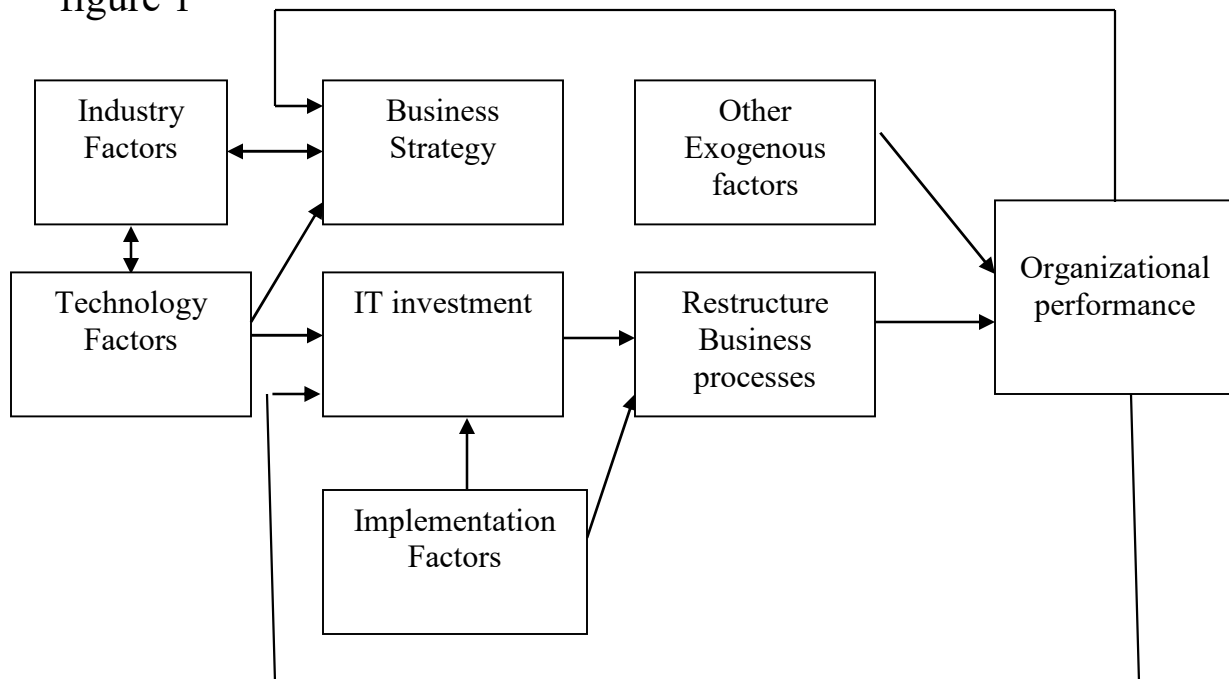 figure 1
Industry
Factors
Business
Strategy
Other
Exogenous
factors
Organizational
performance
Technology
Factors
IT investment
Restructure
Business
processes
Implementation
Factors